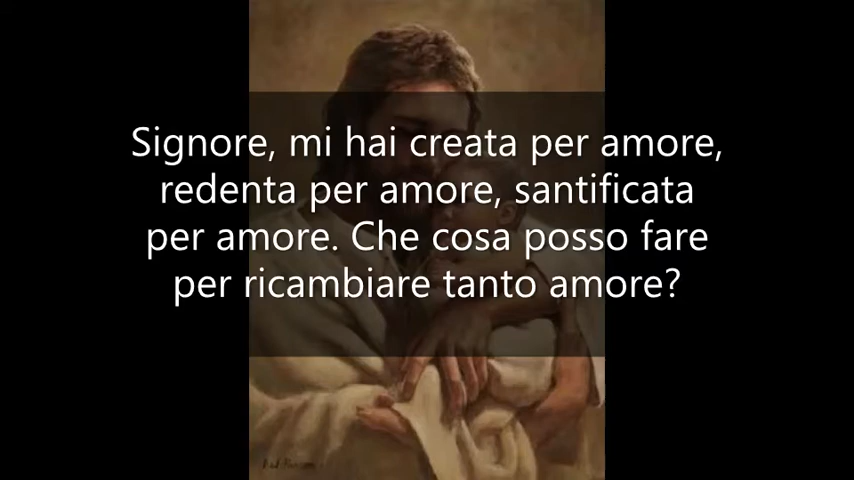 Signore, mi hai creata per amore,
redenta per amore, santificata
per amore. Che cosa posso fare
per ricambiare tanto amore?